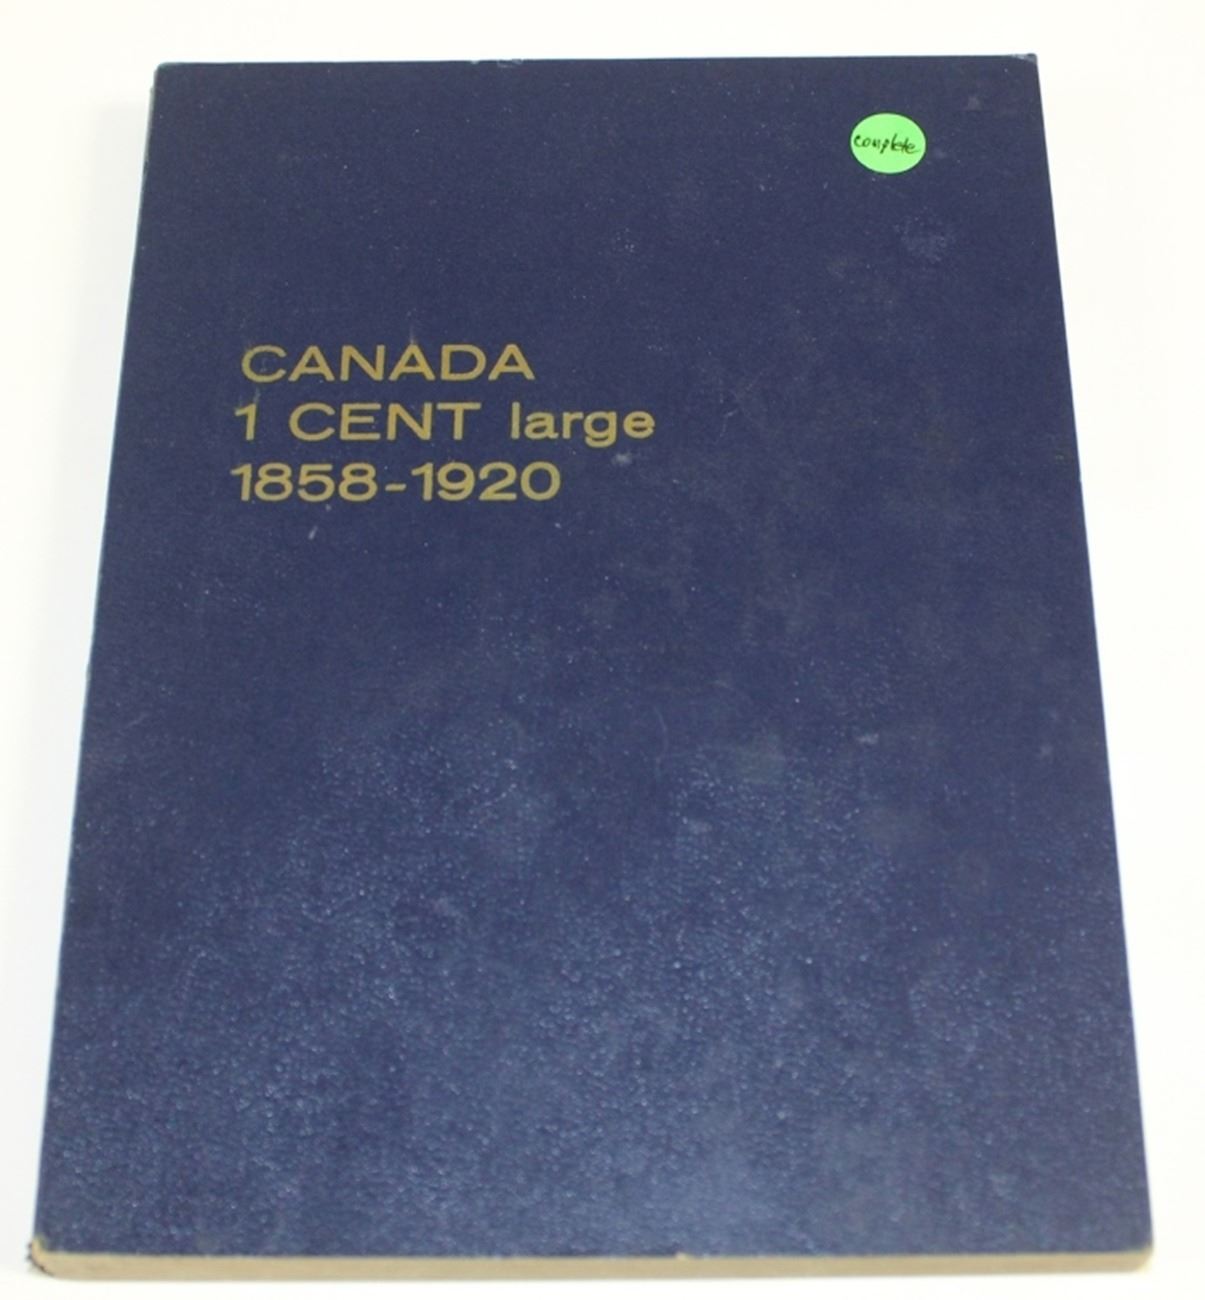 complete
CANADA
1 CENT large
1858-1920